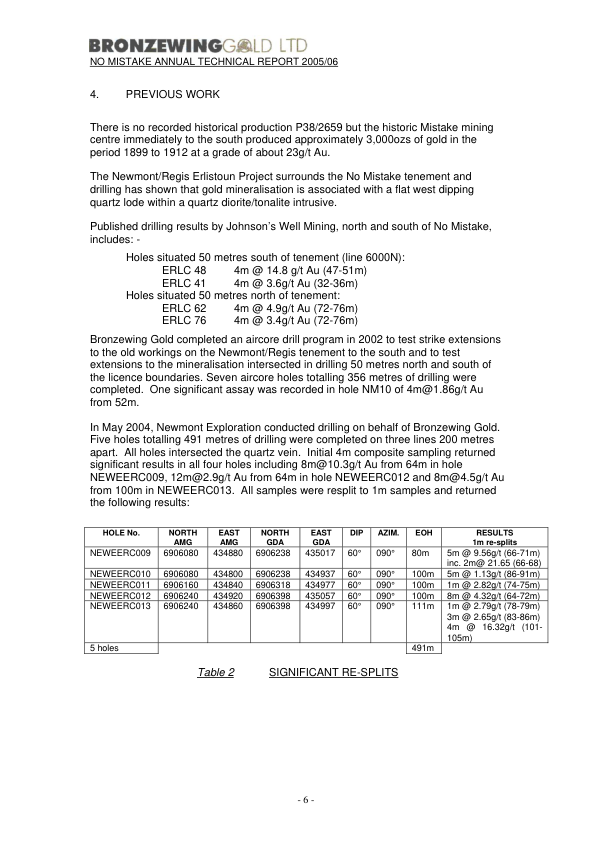 BRONZEWING GOLD LTD
NO MISTAKE ANNUAL TECHNICAL REPORT 2005/06
4. PREVIOUS WORK
There is no recorded historical production P38/2659 but the historic Mistake mining
centre immediately to the south produced approximately 3,000ozs of gold in the
period 1899 to 1912 at a grade of about 23g/t Au.
The Newmont/Regis Erlistoun Project surrounds the No Mistake tenement and
drilling has shown that gold mineralisation is associated with a flat west dipping
quartz lode within a quartz diorite/tonalite intrusive.
Published drilling results by Johnson's Well Mining, north and south of No Mistake,
includes: -
Holes situated 50 metres south of tenement (line 6000N):
ERLC 48 4m @ 14.8 g/t Au (47-51m)
ERLC 41 4m @ 3.6g/t Au (32-36m)
Holes situated 50 metres north of tenement:
ERLC 62 4m @ 4.9g/t Au (72-76m)
ERLC 76 4m @ 3.4g/t Au (72-76m)
Bronzewing Gold completed an aircore drill program in 2002 to test strike extensions
to the old workings on the Newmont/Regis tenement to the south and to test
extensions to the mineralisation intersected in drilling 50 metres north and south of
the licence boundaries. Seven aircore holes totalling 356 metres of drilling were
completed. One significant assay was recorded in hole NM10 of 4m@1.86g/t Au
from 52m.
In May 2004, Newmont Exploration conducted drilling on behalf of Bronzewing Gold.
Five holes totalling 491 metres of drilling were completed on three lines 200 metres
apart. All holes intersected the quartz vein. Initial 4m composite sampling returned
significant results in all four holes including 8m@10.3g/t Au from 64m in hole
NEWEERC009, 12m@2.9g/t Au from 64m in hole NEWEERC012 and 8m@4.5g/t Au
from 100m in NEWEERC013. All samples were resplit to 1m samples and returned
the following results:
HOLE No. NORTH EAST NORTH EAST DIP AZIM. EOH RESULTS
AMG AMG GDA GDA 1m re-splits
NEWEERC009 6906080 434880 6906238 435017 60° 090° 80m 5m @ 9.56g/t (66-71m)
inc. 2m@ 21.65 (66-68)
NEWEERC010 6906080 434800 6906238 434937 60° 090° 100m 5m @ 1.13g/t (86-91m)
NEWEERC011 6906160 434840 6906318 434977 60° 090° 100m 1m @ 2.82g/t (74-75m)
NEWEERC012 6906240 434920 6906398 435057 60° 090° 100m 8m @ 4.32g/t (64-72m)
NEWEERC013 6906240 434860 6906398 434997 60° 090° 111m 1m @ 2.79g/t (78-79m)
3m @ 2.65g/t (83-86m)
4m @ 16.32g/t (101-
105m)
5 holes 491m
Table 2 SIGNIFICANT RE-SPLITS
- 6 -